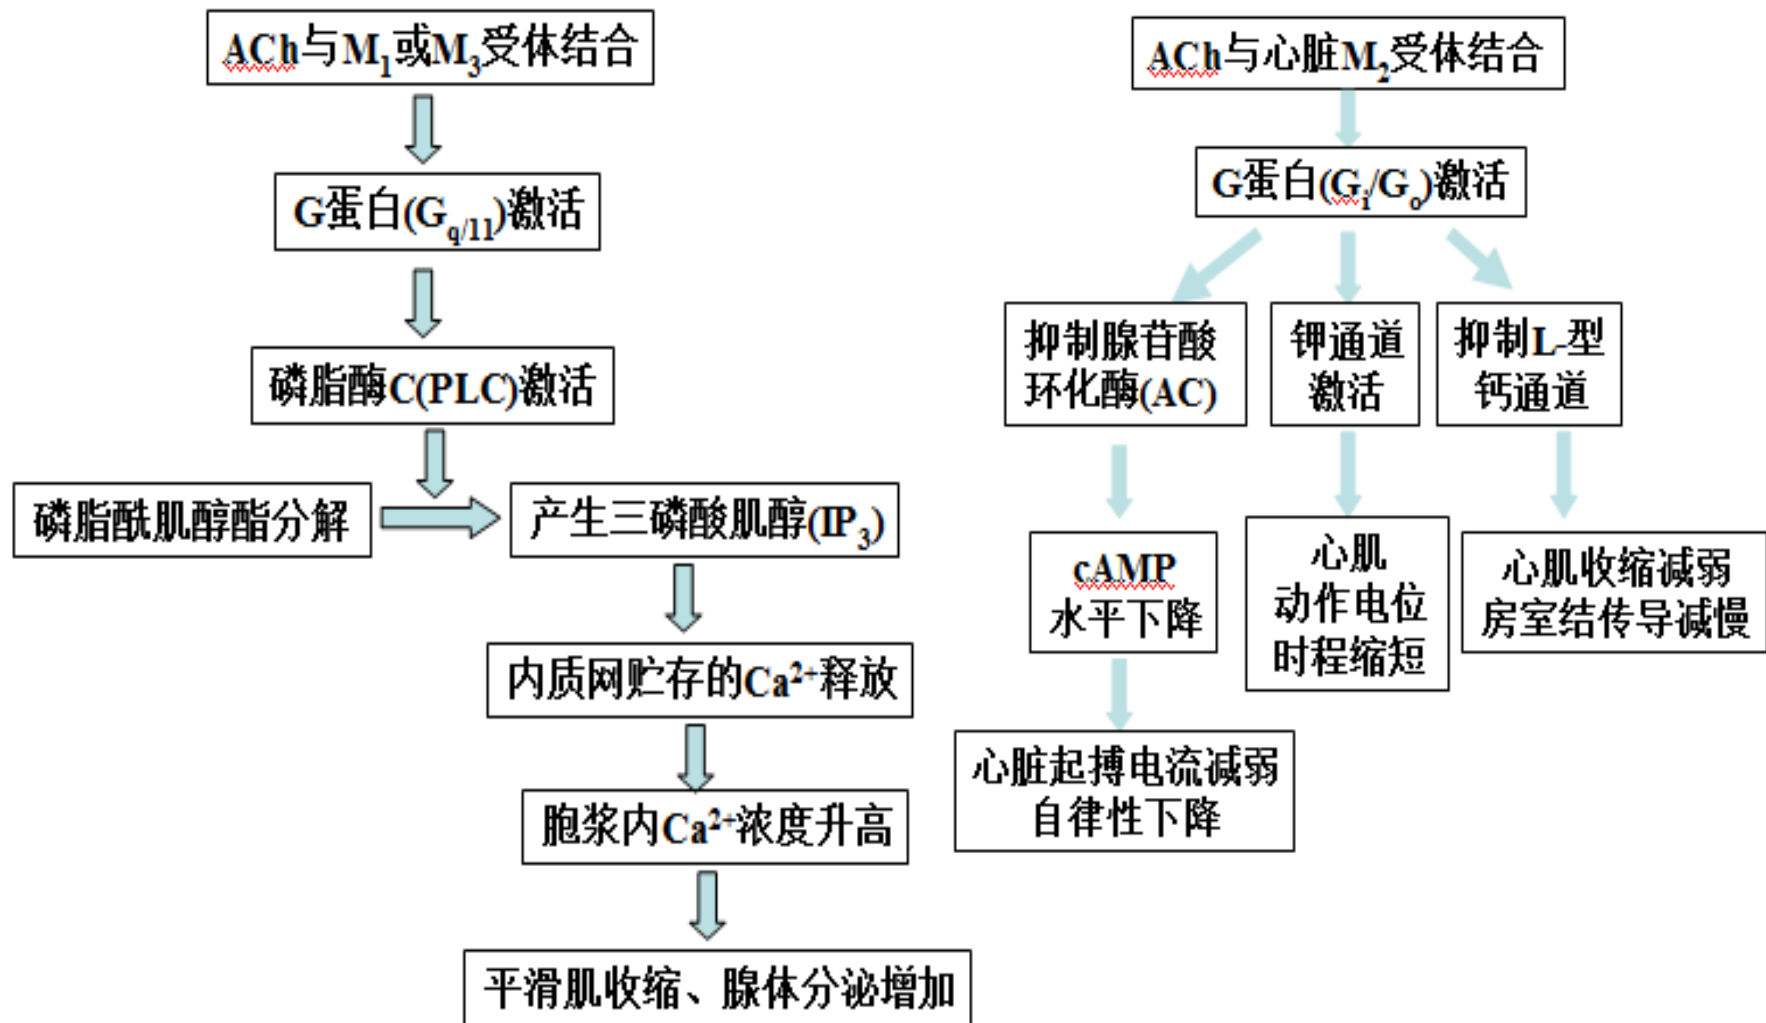 ACh与M₁或M₃受体结合
G蛋白(G_q/11)激活
磷脂酶C(PLC)激活
磷脂酰肌醇酯分解
产生三磷酸肌醇(IP₃)
内质网贮存的Ca²⁺释放
胞浆内Ca²⁺浓度升高
平滑肌收缩、腺体分泌增加
ACh与心脏M₂受体结合
G蛋白(Gᵢ/Gₒ)激活
抑制腺苷酸
环化酶(AC)
钾通道
激活
抑制L-型
钙通道
cAMP
水平下降
心肌
动作电位
时程缩短
心肌收缩减弱
房室结传导减慢
心脏起搏电流减弱
自律性下降